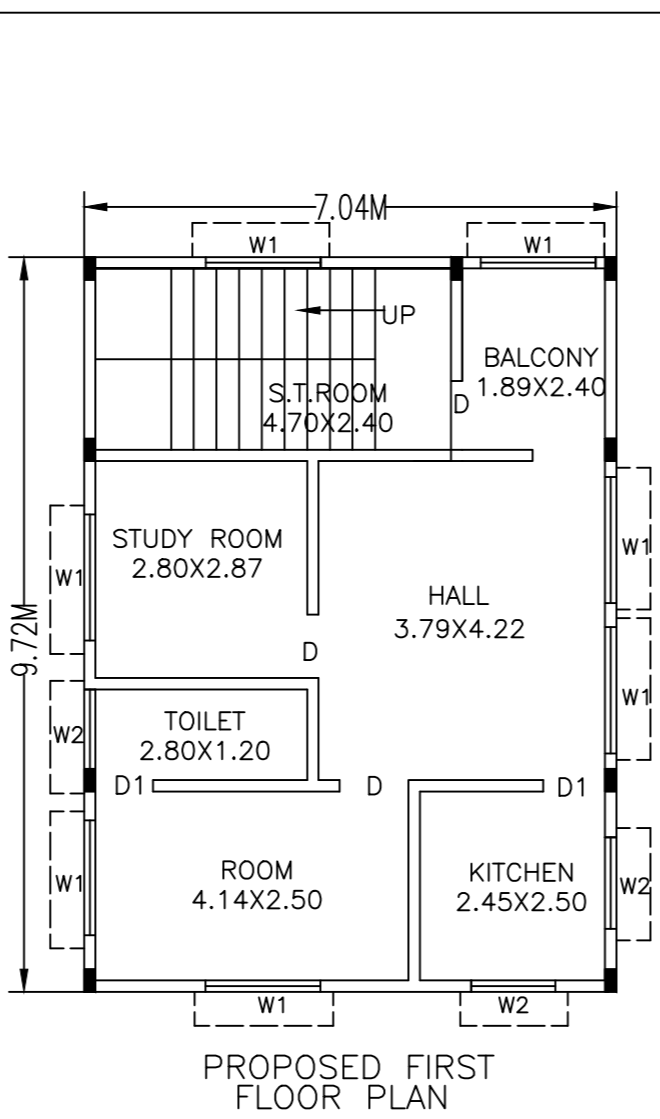 7.04M
W1
W1
UP
BALCONY
1.89X2.40
S.T.ROOM
4.70X2.40
D
STUDY ROOM
2.80X2.87
W1
W1
HALL
3.79X4.22
9.72M
D
W1
TOILET
2.80X1.20
W2
D1
D
D1
ROOM
4.14X2.50
KITCHEN
2.45X2.50
W1
W2
W1
W2
PROPOSED FIRST
FLOOR PLAN